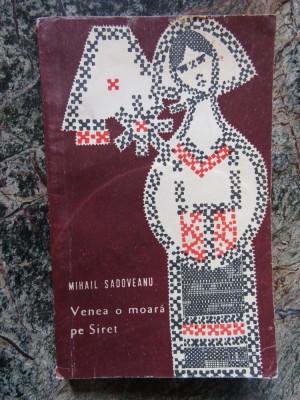 MIHAIL SADOVEANU
Venea o moară
pe Siret